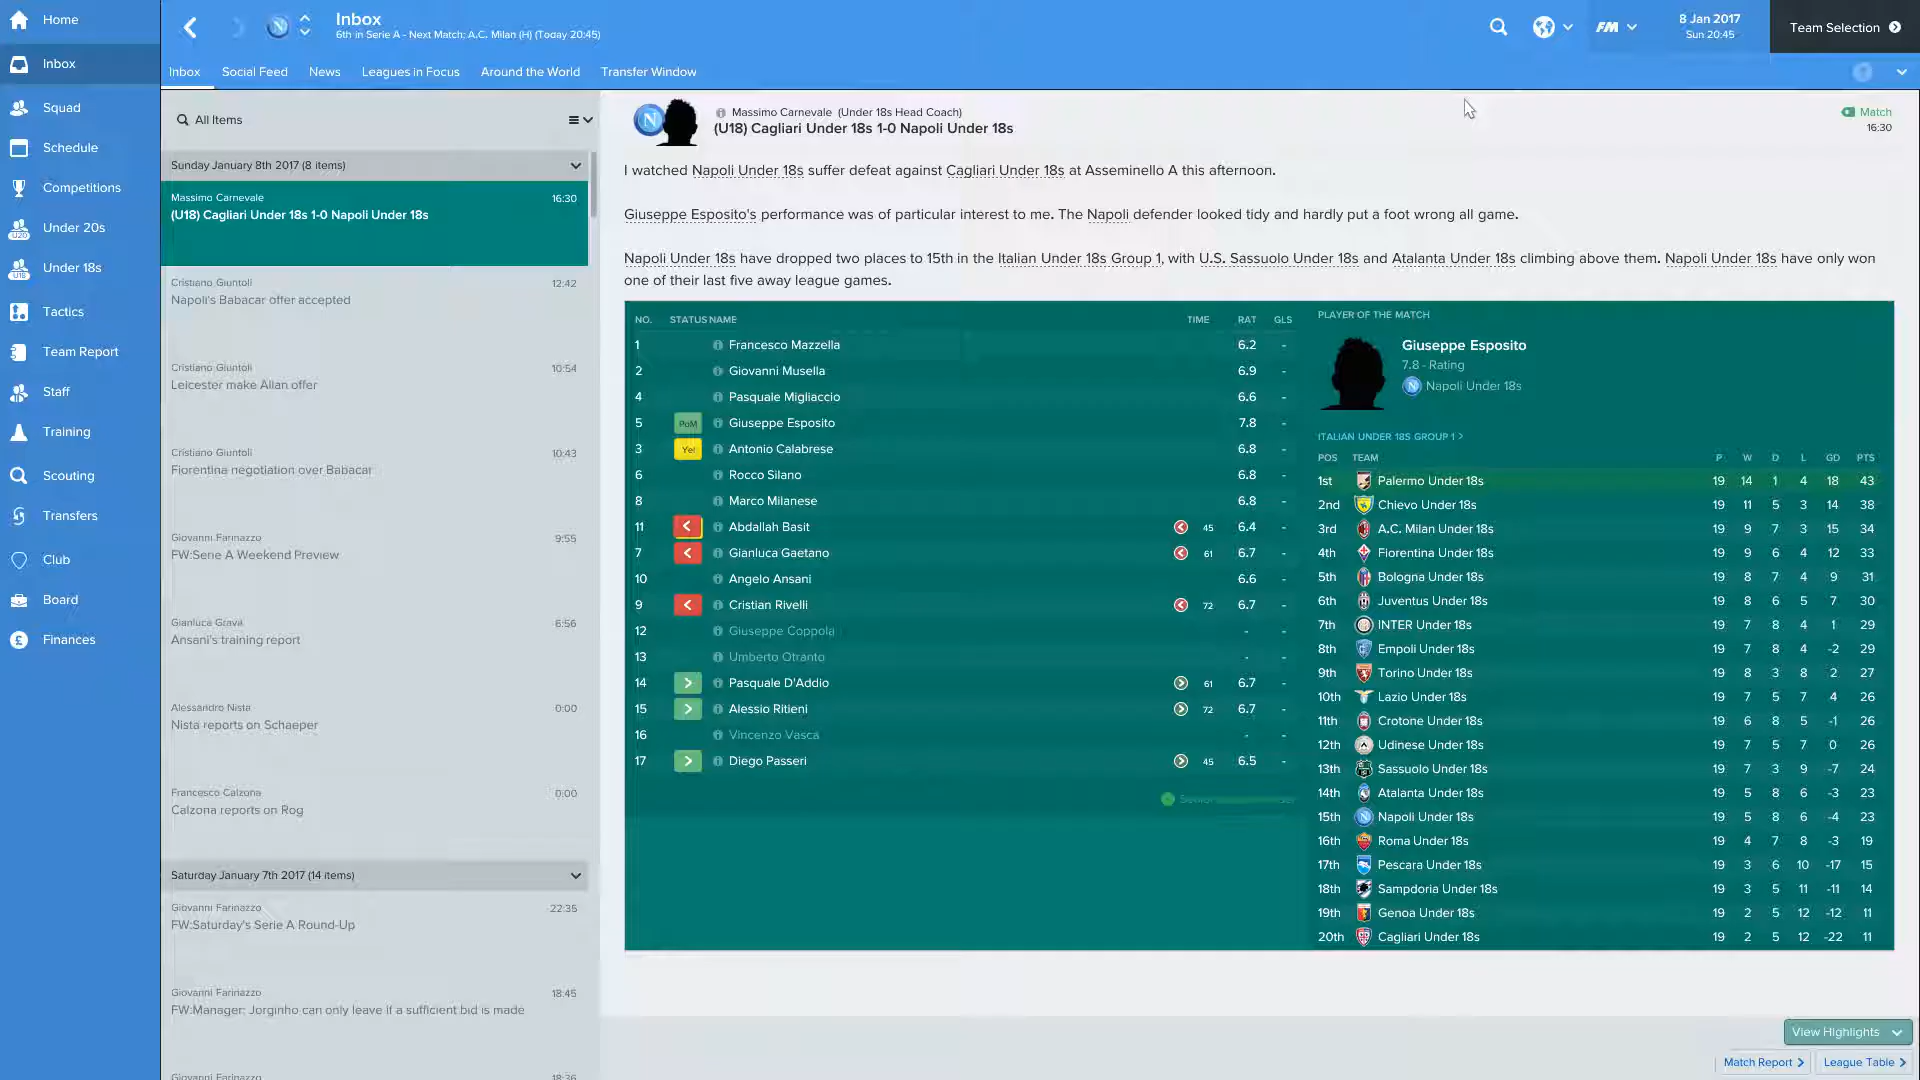 Home
Inbox
Squad
Schedule
Competitions
Under 20s
Under 18s
Tactics
Team Report
Staff
Training
Scouting
Transfers
Club
Board
Finances
Inbox
6th in Serie A - Next Match: A.C. Milan (H) (Today 20:45)
FM
8 Jan 2017
Sun 20:45
Team Selection
Inbox Social Feed News Leagues in Focus Around the World Transfer Window
All Items
Sunday January 8th 2017 (8 items)
Massimo Carnevale 16:30
(U18) Cagliari Under 18s 1-0 Napoli Under 18s
Cristiano Giuntoli 12:42
Napoli's Babacar offer accepted
Cristiano Giuntoli 10:54
Leicester make Allan offer
Cristiano Giuntoli 10:43
Fiorentina negotiation over Babacar
Giovanni Farinazzo 9:55
FW:Serie A Weekend Preview
Gianluca Grava 6:56
Ansani's training report
Alessandro Nista 0:00
Nista reports on Schaeper
Francesco Calzona 0:00
Calzona reports on Rog
Saturday January 7th 2017 (14 items)
Giovanni Farinazzo 22:35
FW:Saturday's Serie A Round-Up
Giovanni Farinazzo 18:45
FW:Manager: Jorginho can only leave if a sufficient bid is made
Giovanni Farinazzo 18:36
Massimo Carnevale (Under 18s Head Coach)
(U18) Cagliari Under 18s 1-0 Napoli Under 18s
Match
16:30
I watched Napoli Under 18s suffer defeat against Cagliari Under 18s at Asseminello A this afternoon.
Giuseppe Esposito's performance was of particular interest to me. The Napoli defender looked tidy and hardly put a foot wrong all game.
Napoli Under 18s have dropped two places to 15th in the Italian Under 18s Group 1, with U.S. Sassuolo Under 18s and Atalanta Under 18s climbing above them. Napoli Under 18s have only won
one of their last five away league games.
NO. STATUS NAME TIME RAT GLS
1 Francesco Mazzella 6.2 -
2 Giovanni Musella 6.9 -
4 Pasquale Migliaccio 6.6 -
5 PoM Giuseppe Esposito 7.8 -
3 Yel Antonio Calabrese 6.8 -
6 Rocco Silano 6.8 -
8 Marco Milanese 6.8 -
11 Abdallah Basit 45 6.4 -
7 Gianluca Gaetano 61 6.7 -
10 Angelo Ansani 6.6 -
9 Cristian Rivelli 72 6.7 -
12 Giuseppe Coppola - -
13 Umberto Otranto - -
14 Pasquale D'Addio 61 6.7 -
15 Alessio Ritieni 72 6.7 -
16 Vincenzo Vasca - -
17 Diego Passeri 45 6.5 -
PLAYER OF THE MATCH
Giuseppe Esposito
7.8 - Rating
Napoli Under 18s
ITALIAN UNDER 18S GROUP 1 >
POS TEAM P W D L GD PTS
1st Palermo Under 18s 19 14 1 4 18 43
2nd Chievo Under 18s 19 11 5 3 14 38
3rd A.C. Milan Under 18s 19 9 7 3 15 34
4th Fiorentina Under 18s 19 9 6 4 12 33
5th Bologna Under 18s 19 8 7 4 9 31
6th Juventus Under 18s 19 8 6 5 7 30
7th INTER Under 18s 19 7 8 4 1 29
8th Empoli Under 18s 19 7 8 4 -2 29
9th Torino Under 18s 19 8 3 8 2 27
10th Lazio Under 18s 19 7 5 7 4 26
11th Crotone Under 18s 19 6 8 5 -1 26
12th Udinese Under 18s 19 7 5 7 0 26
13th Sassuolo Under 18s 19 7 3 9 -7 24
14th Atalanta Under 18s 19 5 8 6 -3 23
15th Napoli Under 18s 19 5 8 6 -4 23
16th Roma Under 18s 19 4 7 8 -3 19
17th Pescara Under 18s 19 3 6 10 -17 15
18th Sampdoria Under 18s 19 3 5 11 -11 14
19th Genoa Under 18s 19 2 5 12 -12 11
20th Cagliari Under 18s 19 2 5 12 -22 11
View Highlights
Match Report >
League Table >